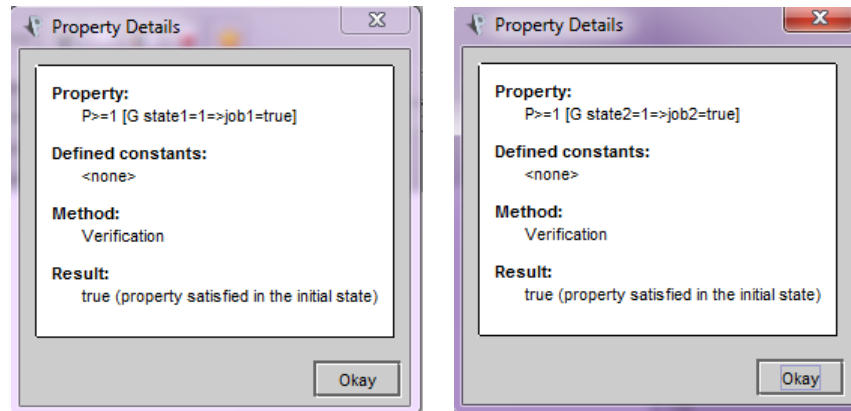 Property Details
Property:
P>=1 [G state1=1=>job1=true]
Defined constants:
<none>
Method:
Verification
Result:
true (property satisfied in the initial state)
Okay
Property Details
Property:
P>=1 [G state2=1=>job2=true]
Defined constants:
<none>
Method:
Verification
Result:
true (property satisfied in the initial state)
Okay